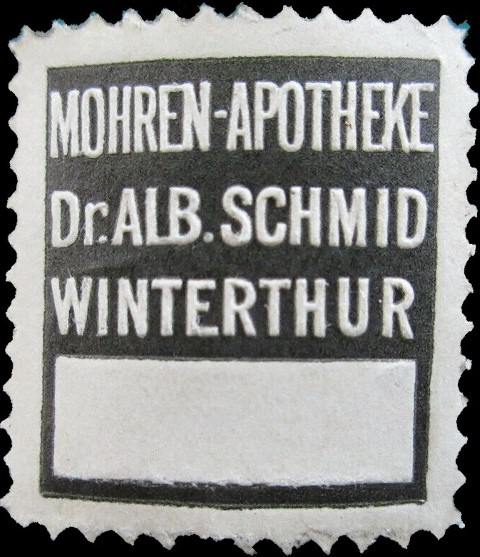 MOHREN-APOTHEKE
Dr. ALB. SCHMID
WINTERTHUR